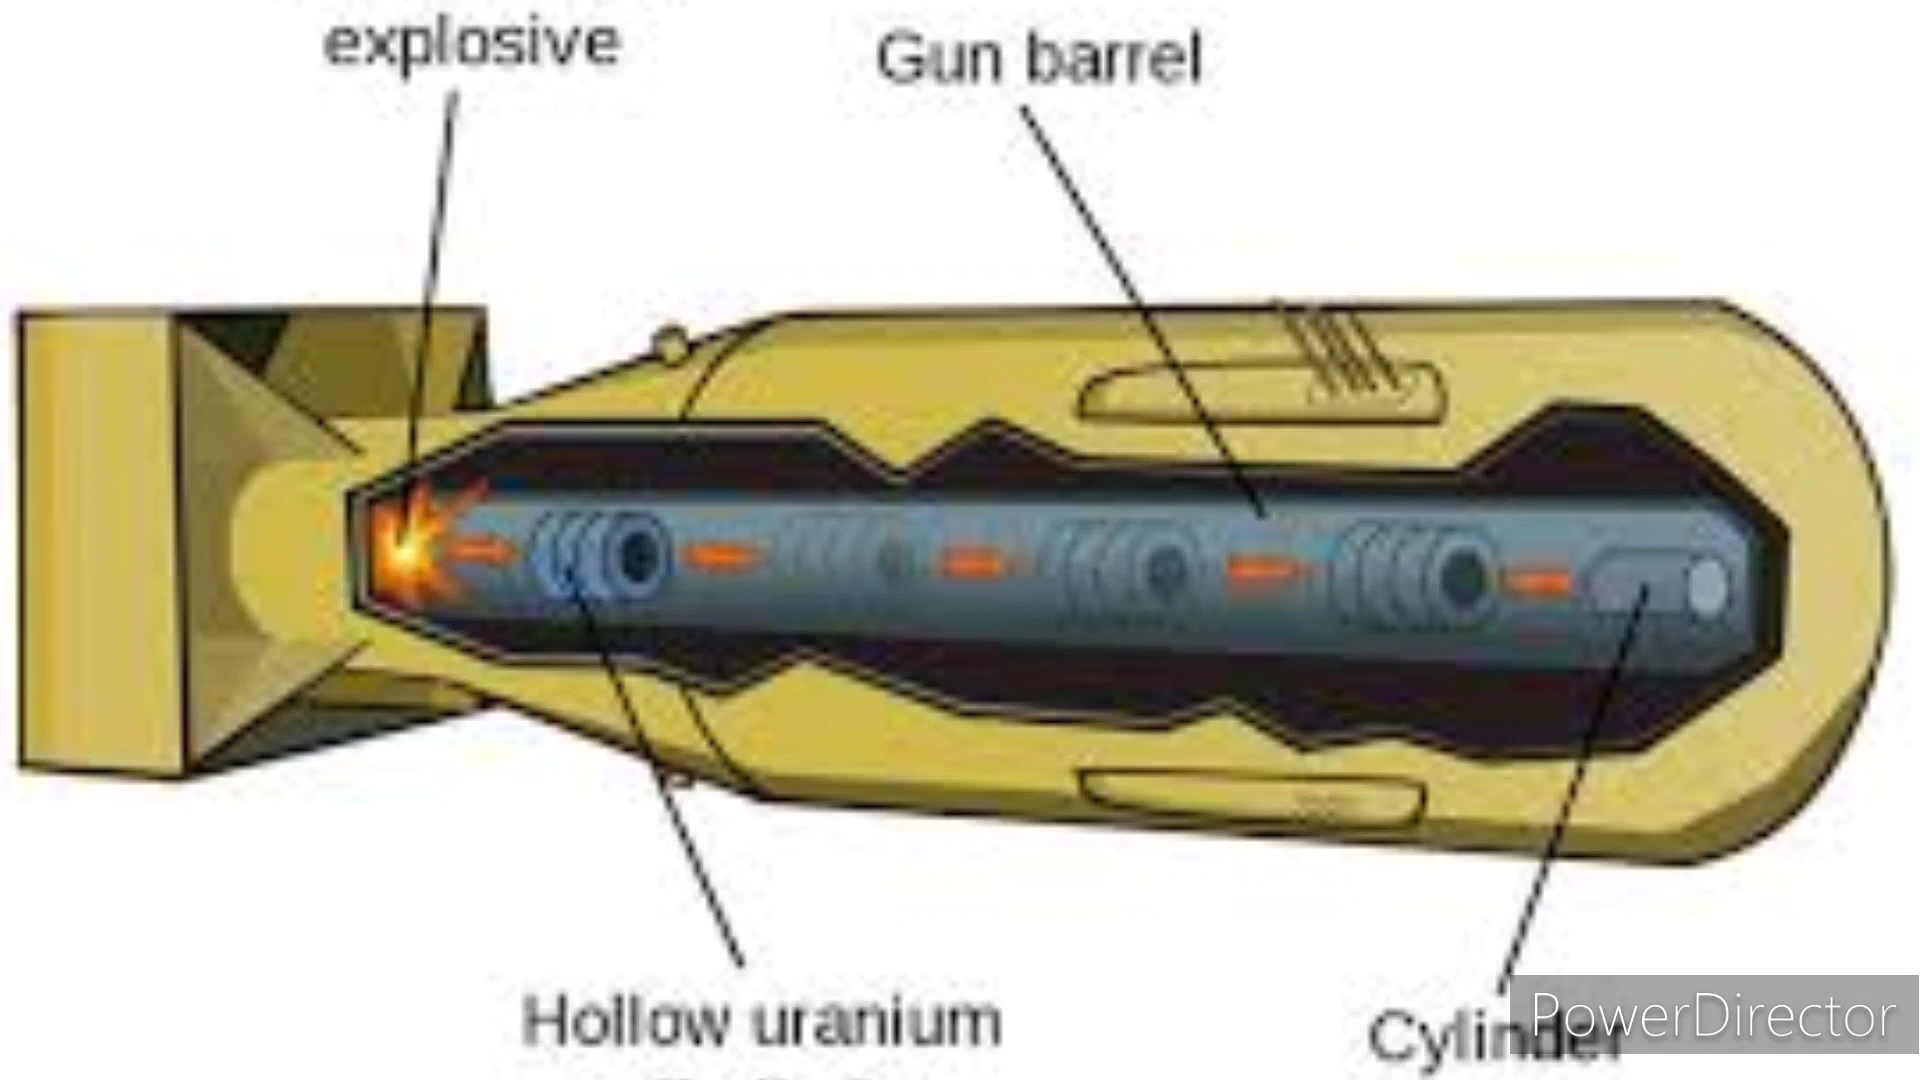 explosive
Gun barrel
Hollow uranium
Cylinder
PowerDirector